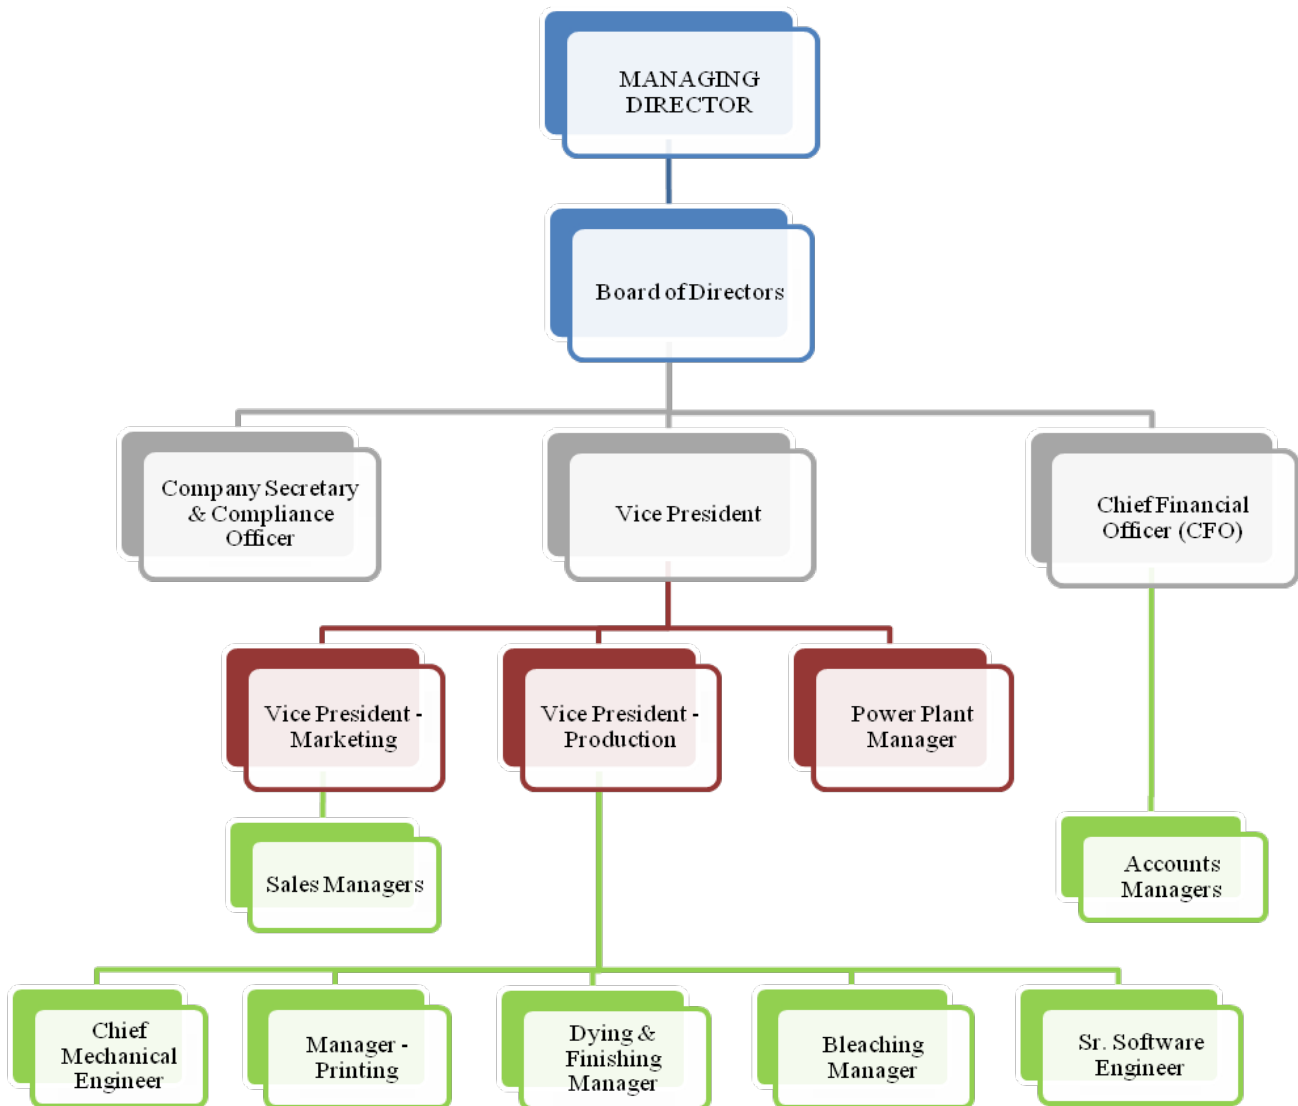 MANAGING
DIRECTOR
Board of Directors
Company Secretary
& Compliance
Officer
Vice President
Chief Financial
Officer (CFO)
Vice President -
Marketing
Vice President -
Production
Power Plant
Manager
Sales Managers
Accounts
Managers
Chief
Mechanical
Engineer
Manager -
Printing
Dying &
Finishing
Manager
Bleaching
Manager
Sr. Software
Engineer